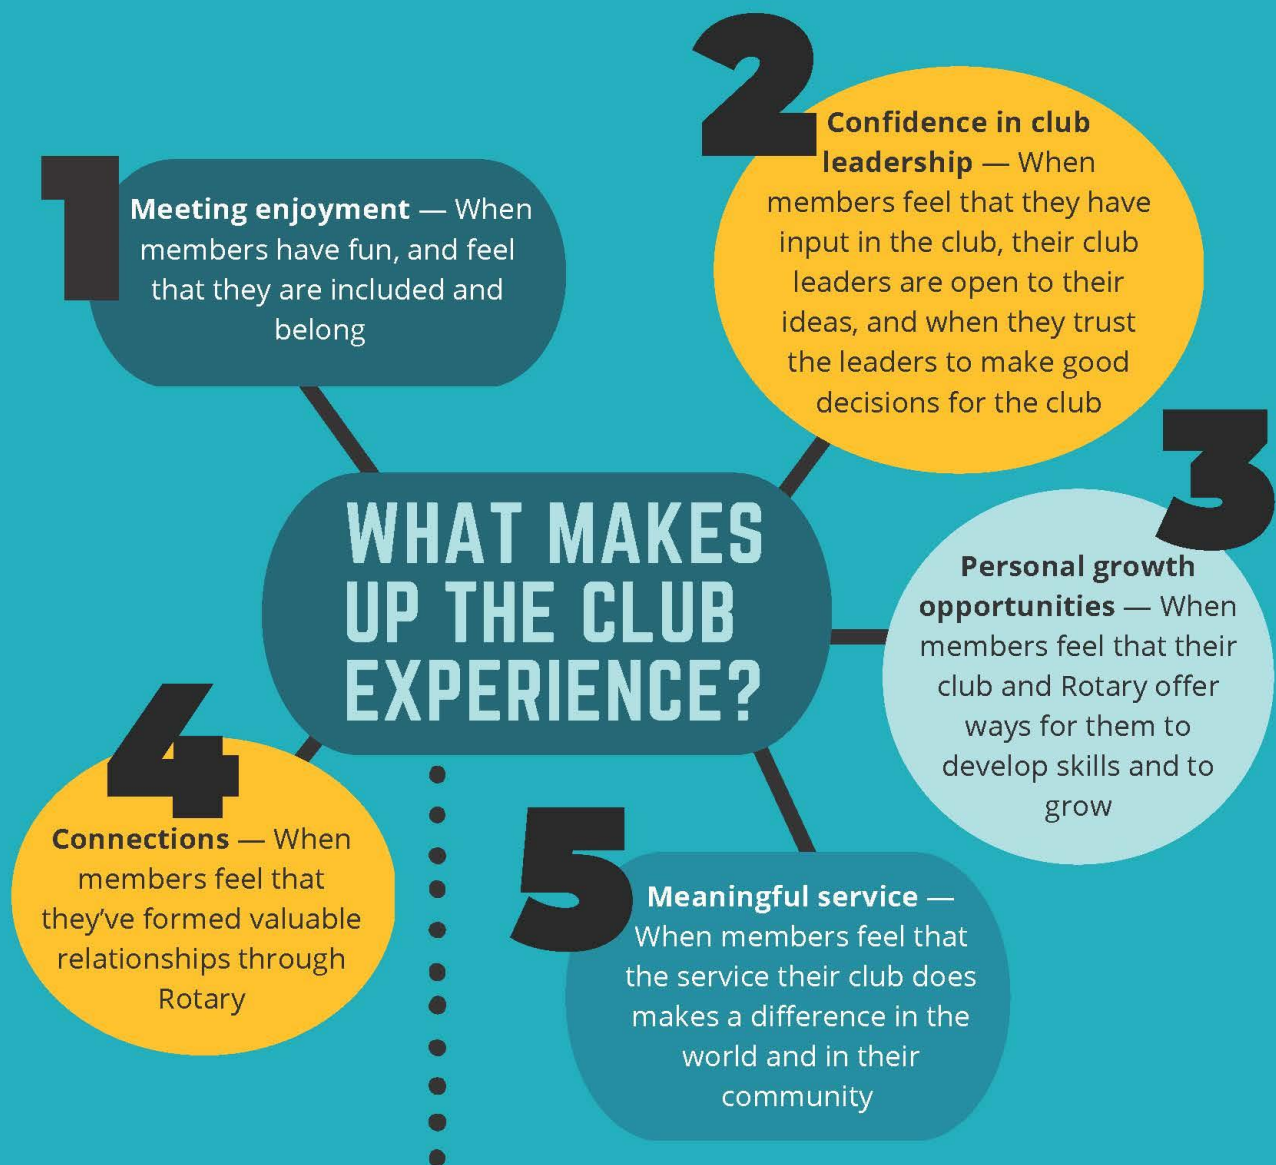 1
Meeting enjoyment — When
members have fun, and feel
that they are included and
belong
2
Confidence in club
leadership — When
members feel that they have
input in the club, their club
leaders are open to their
ideas, and when they trust
the leaders to make good
decisions for the club
WHAT MAKES
UP THE CLUB
EXPERIENCE?
3
Personal growth
opportunities — When
members feel that their
club and Rotary offer
ways for them to
develop skills and to
grow
4
Connections — When
members feel that
they've formed valuable
relationships through
Rotary
5
Meaningful service —
When members feel that
the service their club does
makes a difference in the
world and in their
community